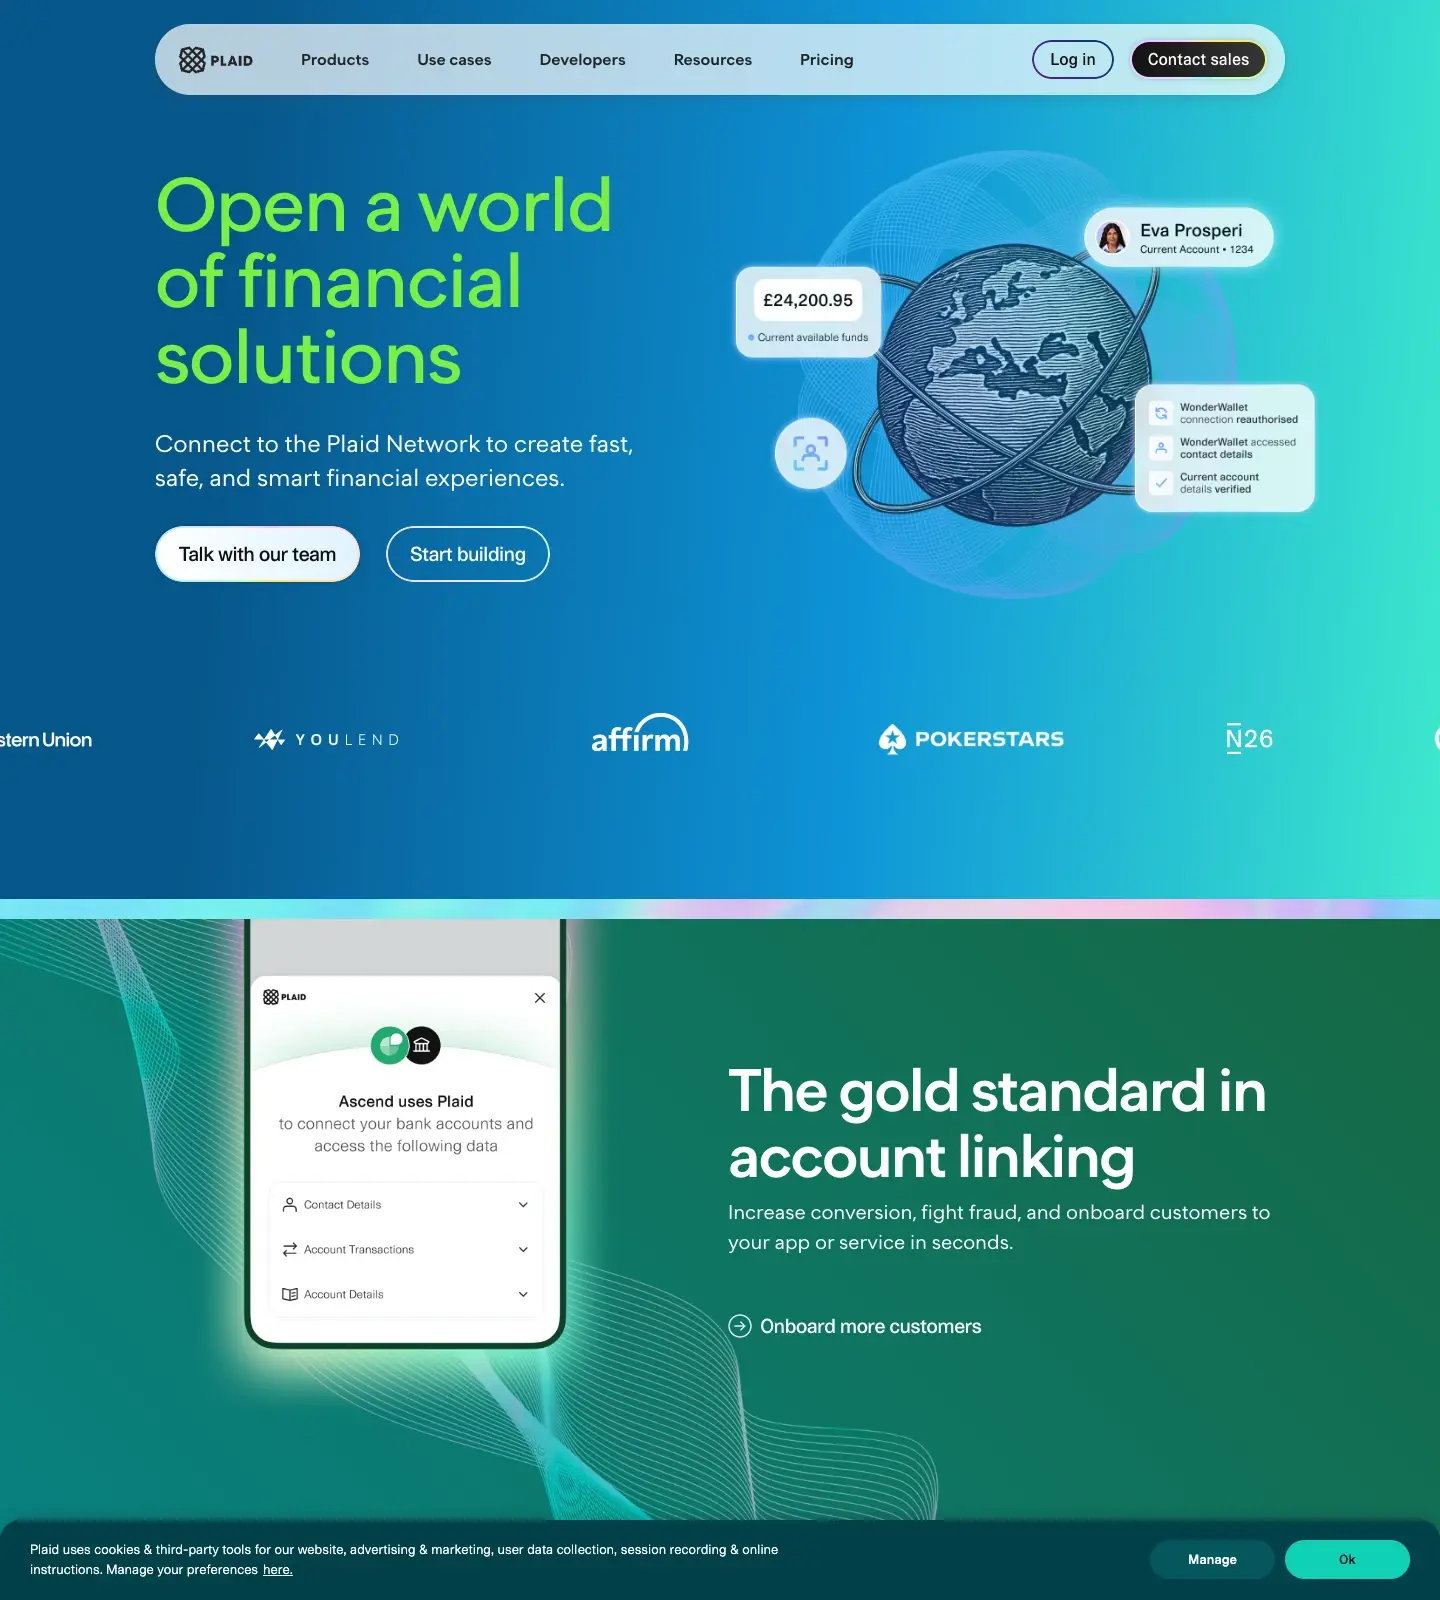 PLAID
Products
Use cases
Developers
Resources
Pricing
Log in
Contact sales
Open a world
of financial
solutions
Connect to the Plaid Network to create fast,
safe, and smart financial experiences.
Talk with our team
Start building
Eva Prosperi
Current Account • 1234
£24,200.95
Current available funds
WonderWallet
connection reauthorised
WonderWallet accessed
contact details
Current account
details verified
stern Union
YOULEND
affirm
POKERSTARS
N26
PLAID
Ascend uses Plaid
to connect your bank accounts and
access the following data
Contact Details
Account Transactions
Account Details
The gold standard in
account linking
Increase conversion, fight fraud, and onboard customers to
your app or service in seconds.
Onboard more customers
Plaid uses cookies & third-party tools for our website, advertising & marketing, user data collection, session recording & online
instructions. Manage your preferences here.
Manage
Ok